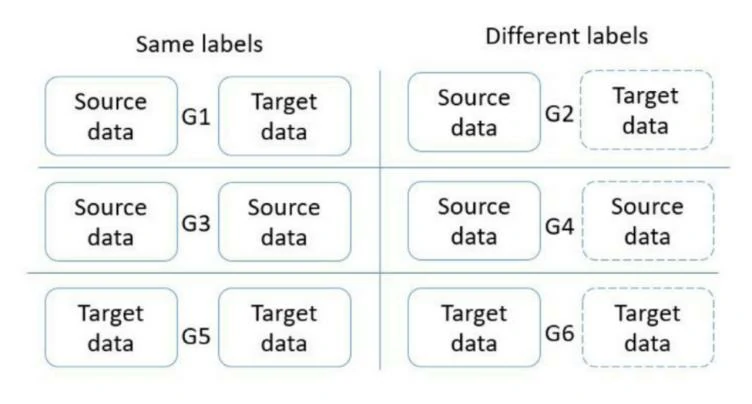 Same labels
Different labels
Source data G1 Target data
Source data G2 Target data
Source data G3 Source data
Source data G4 Source data
Target data G5 Target data
Target data G6 Target data